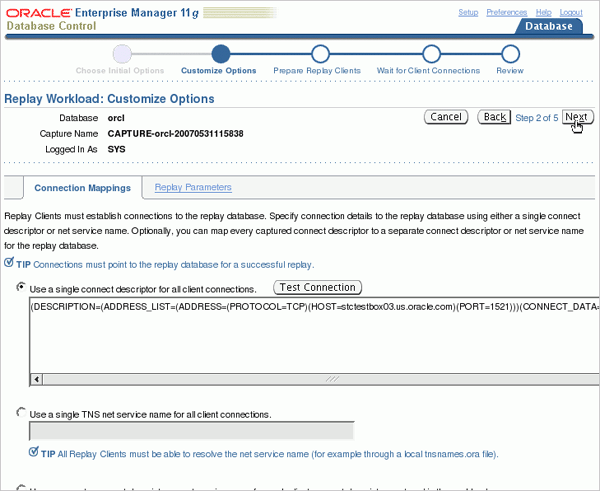 ORACLE Enterprise Manager 11g
Database Control
Setup Preferences Help Logout
Database
Choose Initial Options Customize Options Prepare Replay Clients Wait for Client Connections Review
Replay Workload: Customize Options
Database orcl
Cancel Back Step 2 of 5 Next
Capture Name CAPTURE-orcl-20070531115838
Logged In As SYS
Connection Mappings Replay Parameters
Replay Clients must establish connections to the replay database. Specify connection details to the replay database using either a single connect
descriptor or net service name. Optionally, you can map every captured connect descriptor to a separate connect descriptor or net service name
for the replay database.
TIP Connections must point to the replay database for a successful replay.
Use a single connect descriptor for all client connections. Test Connection
(DESCRIPTION=(ADDRESS_LIST=(ADDRESS=(PROTOCOL=TCP)(HOST=stctestbox03.us.oracle.com)(PORT=1521)))(CONNECT_DATA=
Use a single TNS net service name for all client connections.
TIP All Replay Clients must be able to resolve the net service name (for example through a local tnsnames.ora file).